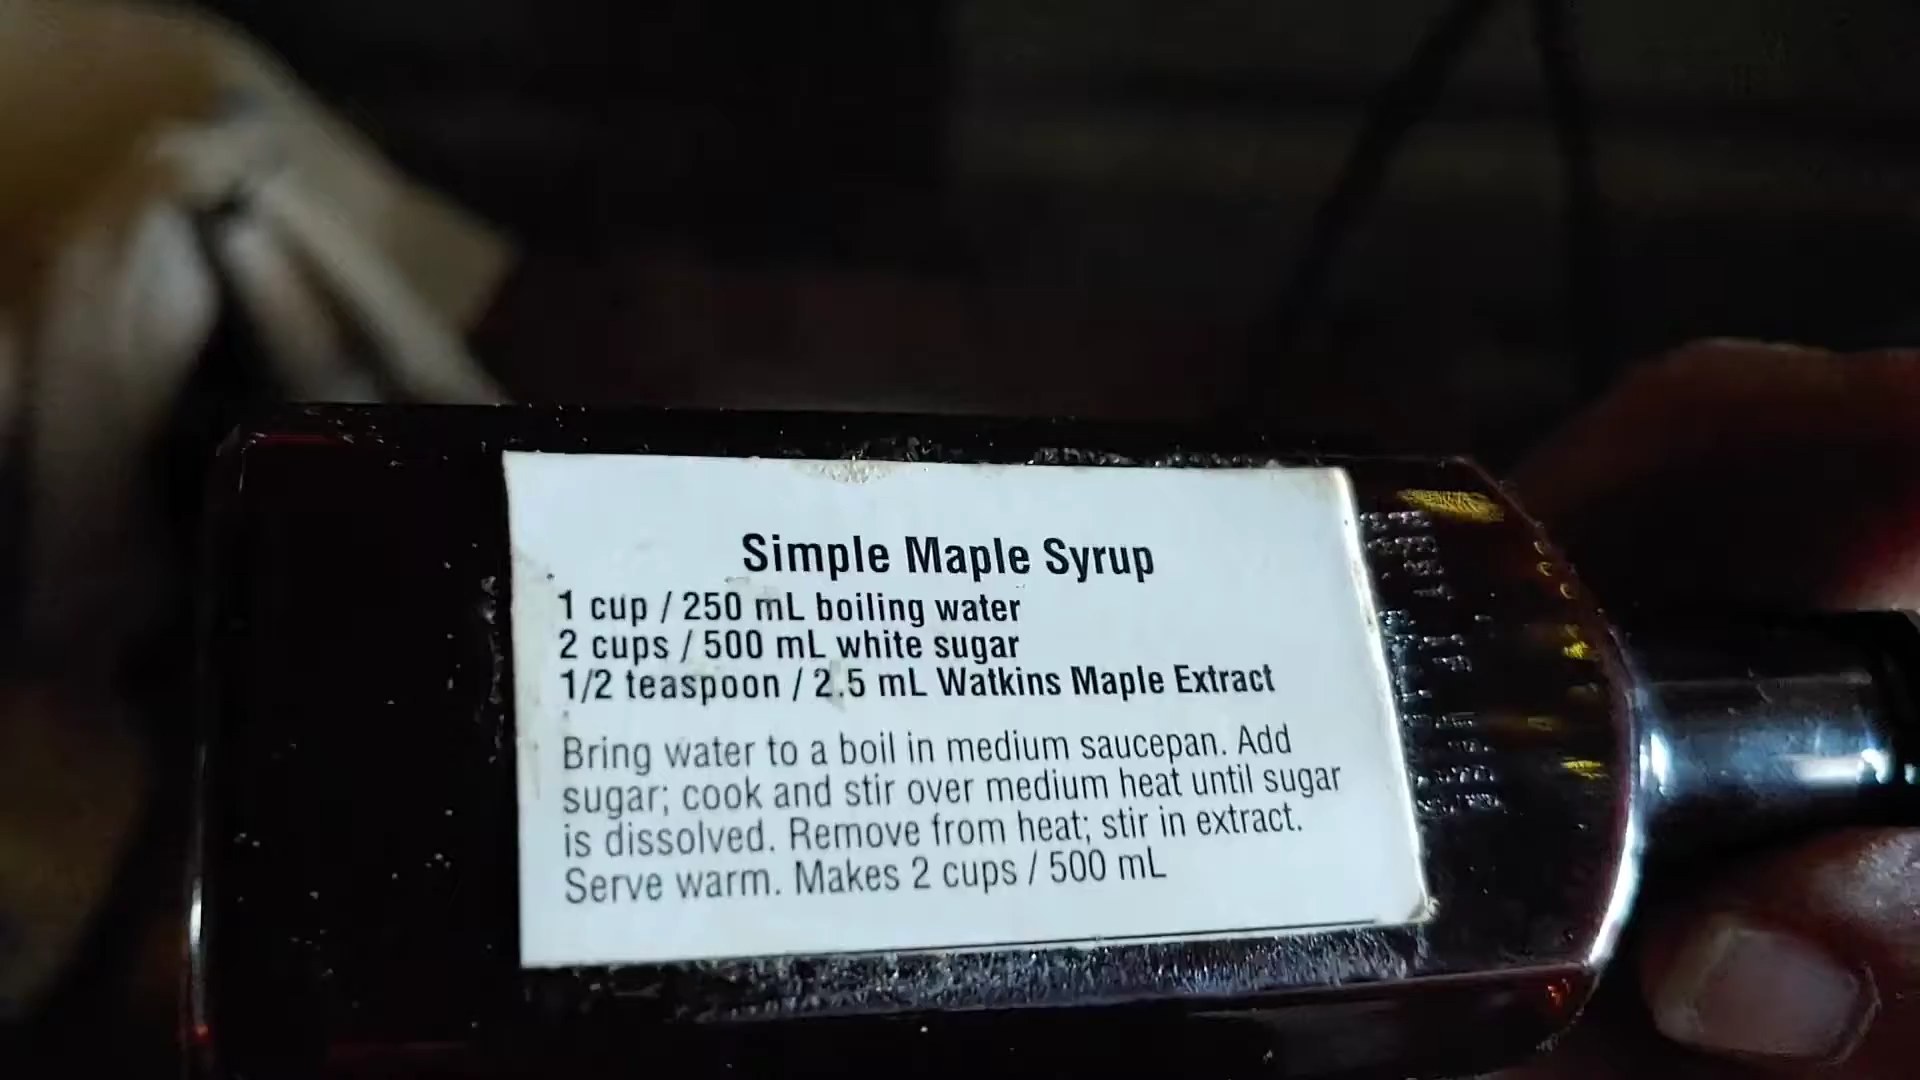 Simple Maple Syrup
1 cup / 250 mL boiling water
2 cups / 500 mL white sugar
1/2 teaspoon / 2.5 mL Watkins Maple Extract
Bring water to a boil in medium saucepan. Add
sugar; cook and stir over medium heat until sugar
is dissolved. Remove from heat; stir in extract.
Serve warm. Makes 2 cups / 500 mL